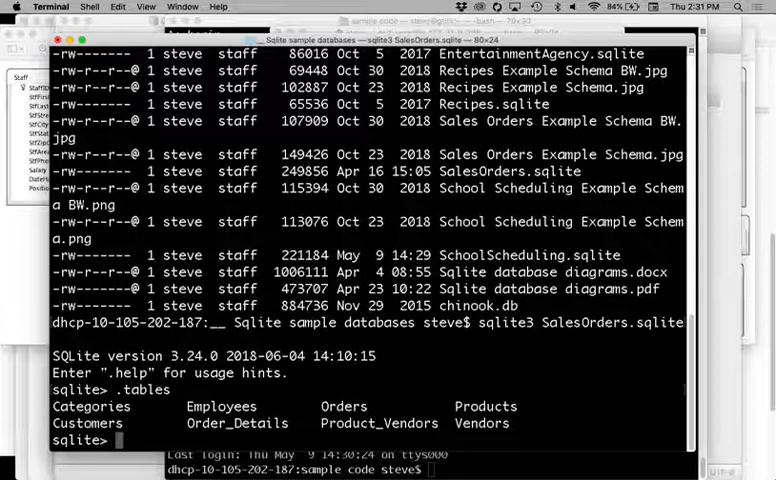 Terminal Shell Edit View Window Help 84% Thu 2:31 PM
sample code — steve@
__ Sqlite sample databases — sqlite3 SalesOrders.sqlite — 80×24
-rw------- 1 steve staff 86016 Oct 5 2017 EntertainmentAgency.sqlite
-rw-r--r--@ 1 steve staff 69448 Oct 30 2018 Recipes Example Schema BW.jpg
-rw-r--r--@ 1 steve staff 102887 Oct 23 2018 Recipes Example Schema.jpg
-rw-r--r-- 1 steve staff 65536 Oct 5 2017 Recipes.sqlite
-rw-r--r--@ 1 steve staff 107909 Oct 30 2018 Sales Orders Example Schema BW.
jpg
-rw-r--r--@ 1 steve staff 149426 Oct 23 2018 Sales Orders Example Schema.jpg
-rw-r--r-- 1 steve staff 249856 Apr 16 15:05 SalesOrders.sqlite
-rw-r--r--@ 1 steve staff 115394 Oct 30 2018 School Scheduling Example Schem
a BW.png
-rw-r--r--@ 1 steve staff 113076 Oct 23 2018 School Scheduling Example Schem
a.png
-rw-r--r-- 1 steve staff 221184 May 9 14:29 SchoolScheduling.sqlite
-rw-------@ 1 steve staff 1006111 Apr 4 08:55 Sqlite database diagrams.docx
-rw-------@ 1 steve staff 473707 Apr 23 10:22 Sqlite database diagrams.pdf
-rw-r--r--@ 1 steve staff 884736 Nov 29 2015 chinook.db
[dhcp-10-105-202-187:__ Sqlite sample databases steve$ sqlite3 SalesOrders.sqlite
SQLite version 3.24.0 2018-06-04 14:10:15
Enter ".help" for usage hints.
sqlite> .tables
Categories Employees Orders Products
Customers Order_Details Product_Vendors Vendors
sqlite>
Last login: Thu May 9 14:30:24 on ttys000
dhcp-10-105-202-187:sample code steve$
Staff
StaffID
Salary
Position